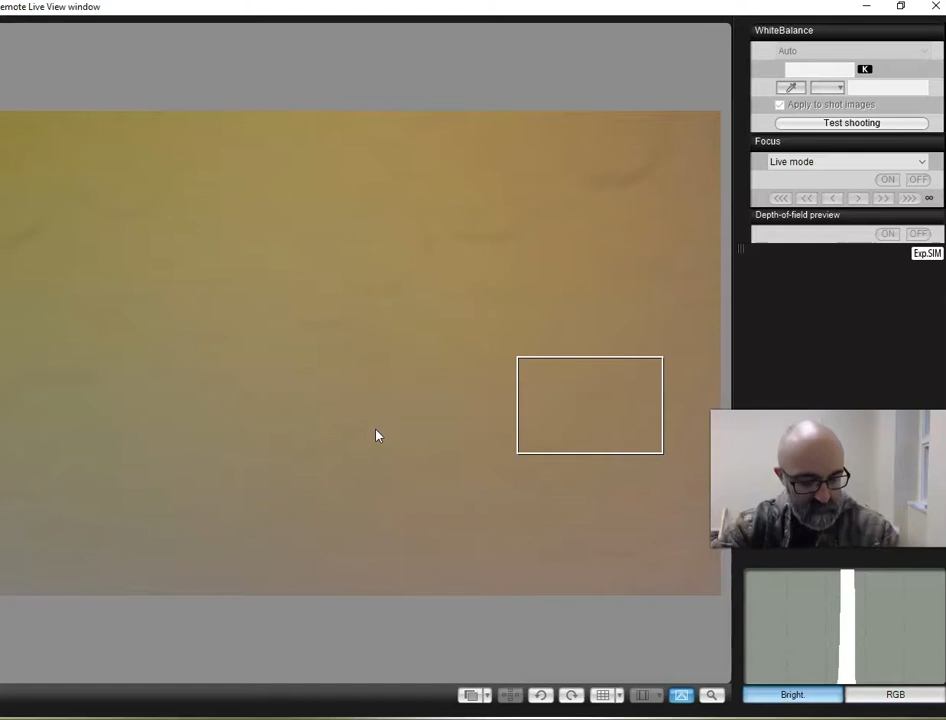 emote Live View window
WhiteBalance
Auto
K
Apply to shot images
Test shooting
Focus
Live mode
ON OFF
<<< << < > >> >>> ∞
Depth-of-field preview
ON OFF
Exp.SIM
Bright. RGB